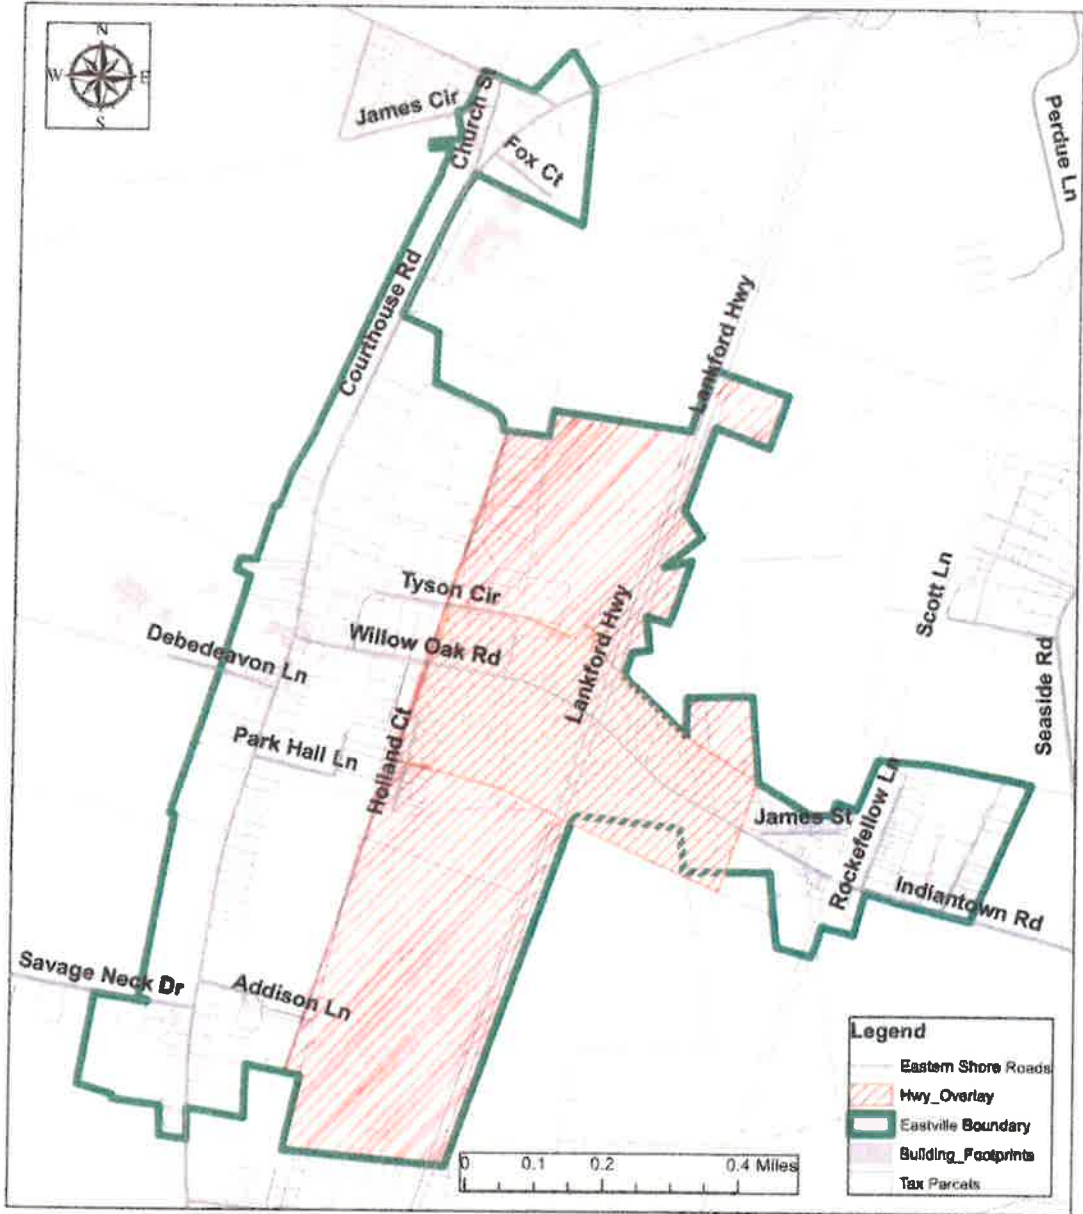 N
W E
S
James Cir
Church St
Fox Ct
Perdue Ln
Courthouse Rd
Lankford Hwy
Tyson Cir
Willow Oak Rd
Lankford Hwy
Scott Ln
Debedeavon Ln
Seaside Rd
Park Hall Ln
Holland Ct
James St
Rockefellow Ln
Indiantown Rd
Savage Neck Dr
Addison Ln
Legend
Eastern Shore Roads
Hwy_Overlay
Eastville Boundary
Building_Footprints
Tax Parcels
0 0.1 0.2 0.4 Miles